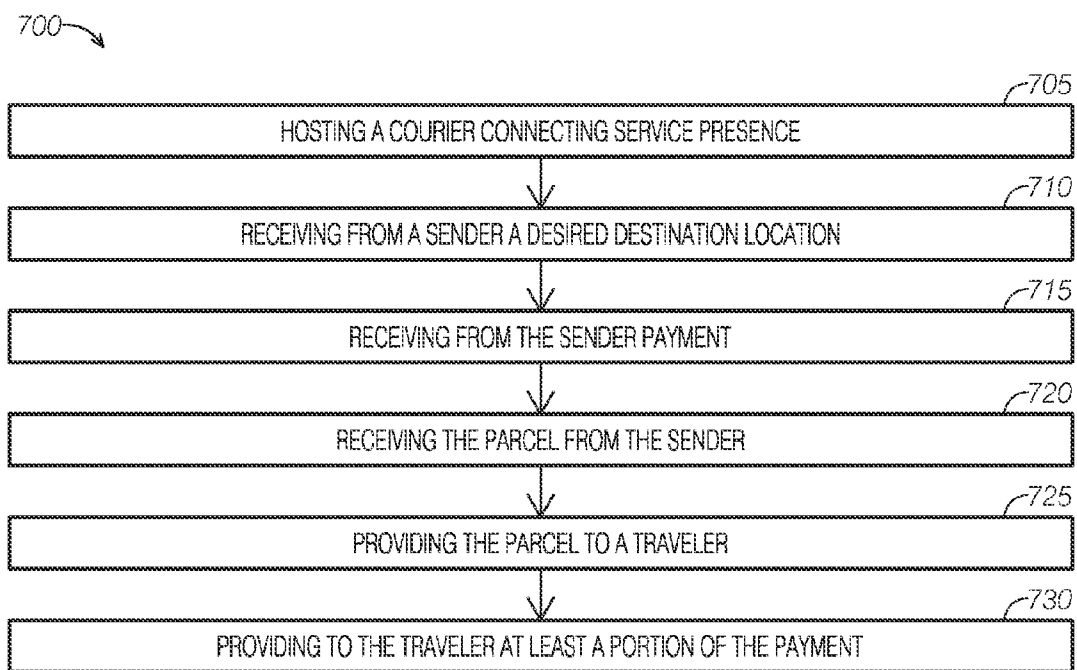 700
705
HOSTING A COURIER CONNECTING SERVICE PRESENCE
710
RECEIVING FROM A SENDER A DESIRED DESTINATION LOCATION
715
RECEIVING FROM THE SENDER PAYMENT
720
RECEIVING THE PARCEL FROM THE SENDER
725
PROVIDING THE PARCEL TO A TRAVELER
730
PROVIDING TO THE TRAVELER AT LEAST A PORTION OF THE PAYMENT